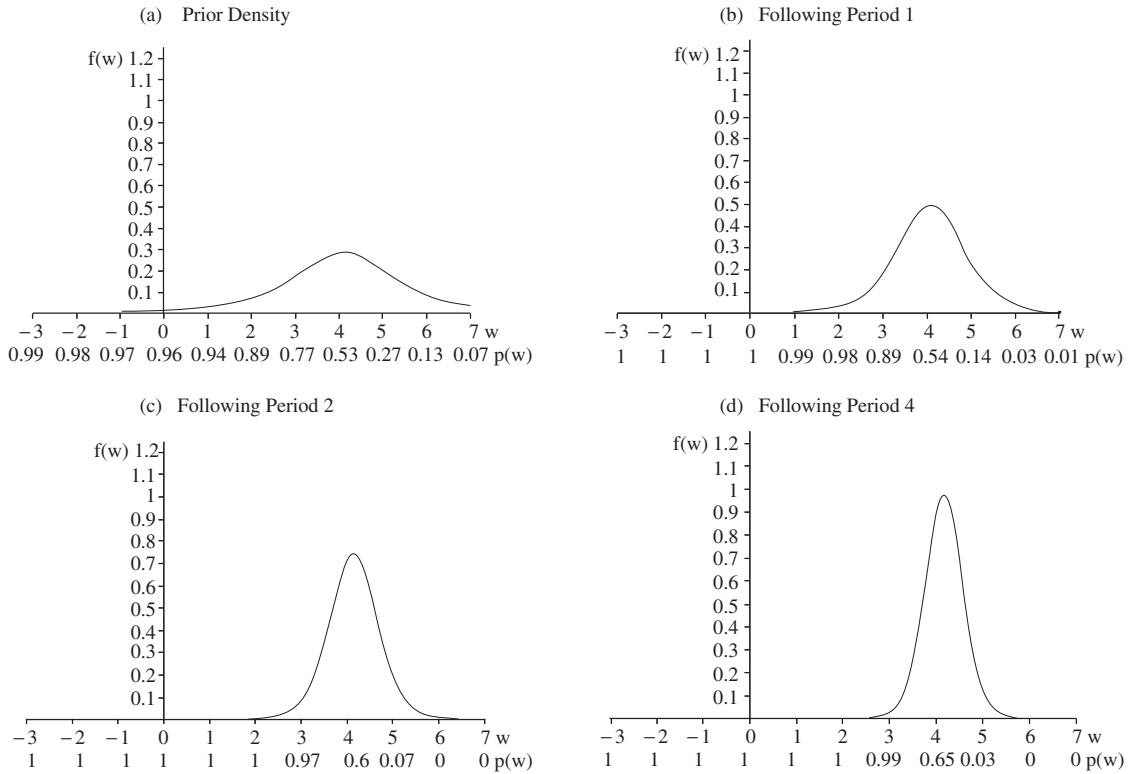 (a) Prior Density
f(w) 1.2
1.1
1
0.9
0.8
0.7
0.6
0.5
0.4
0.3
0.2
0.1
−3 −2 −1 0 1 2 3 4 5 6 7 w
0.99 0.98 0.97 0.96 0.94 0.89 0.77 0.53 0.27 0.13 0.07 p(w)
(b) Following Period 1
f(w) 1.2
1.1
1
0.9
0.8
0.7
0.6
0.5
0.4
0.3
0.2
0.1
−3 −2 −1 0 1 2 3 4 5 6 7 w
1 1 1 1 0.99 0.98 0.89 0.54 0.14 0.03 0.01 p(w)
(c) Following Period 2
f(w) 1.2
1.1
1
0.9
0.8
0.7
0.6
0.5
0.4
0.3
0.2
0.1
−3 −2 −1 0 1 2 3 4 5 6 7 w
1 1 1 1 1 1 0.97 0.6 0.07 0 0 p(w)
(d) Following Period 4
f(w) 1.2
1.1
1
0.9
0.8
0.7
0.6
0.5
0.4
0.3
0.2
0.1
−3 −2 −1 0 1 2 3 4 5 6 7 w
1 1 1 1 1 1 0.99 0.65 0.03 0 0 p(w)